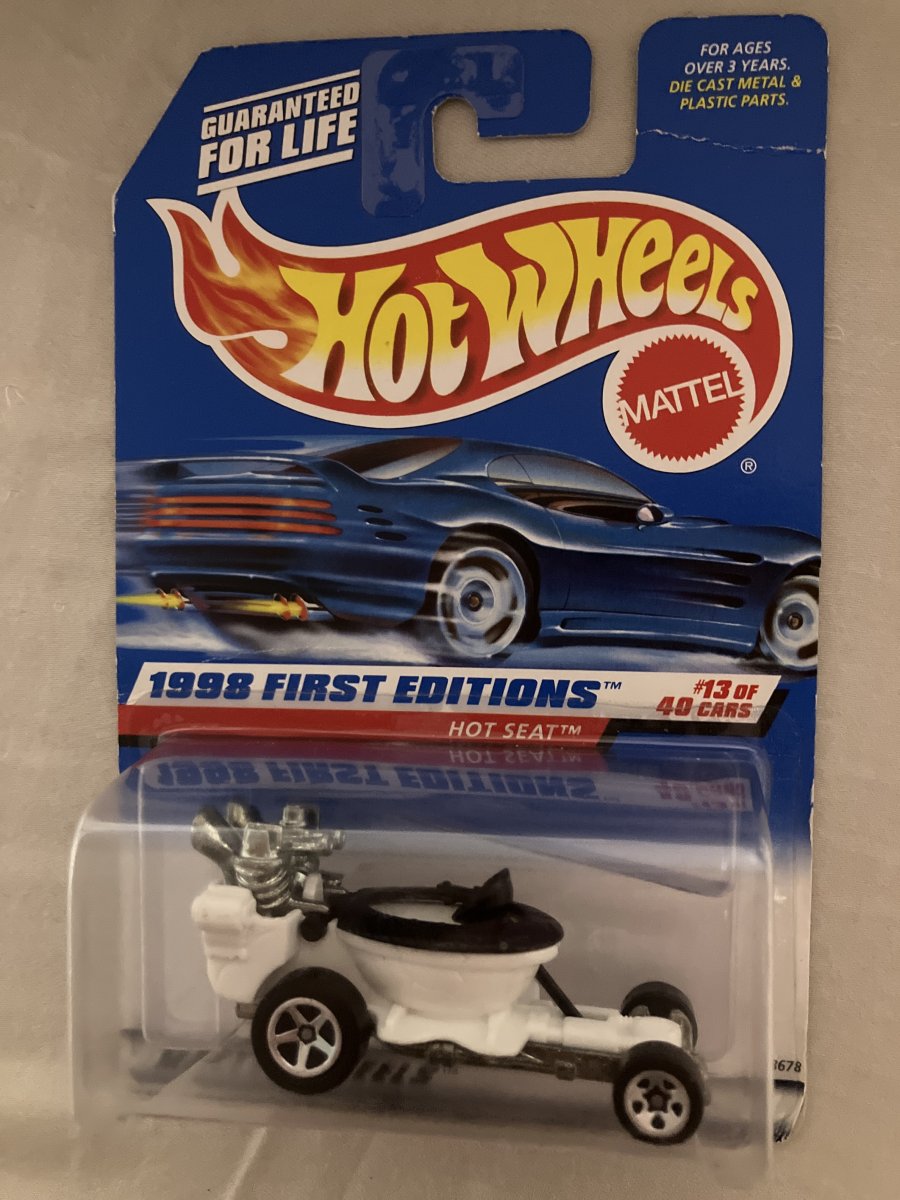 GUARANTEED
FOR LIFE
FOR AGES
OVER 3 YEARS.
DIE CAST METAL &
PLASTIC PARTS.
HOT WHEELS
MATTEL
®
1998 FIRST EDITIONS™
#13 OF
40 CARS
HOT SEAT™
3678